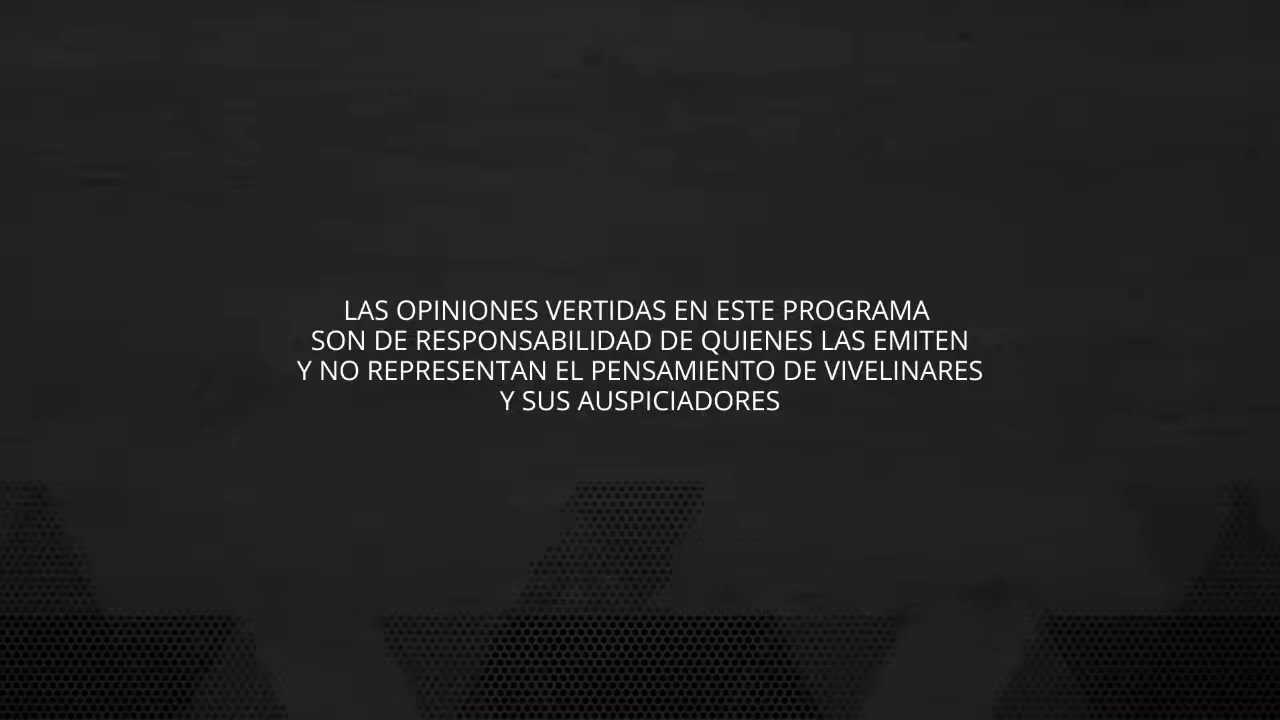 LAS OPINIONES VERTIDAS EN ESTE PROGRAMA
SON DE RESPONSABILIDAD DE QUIENES LAS EMITEN
Y NO REPRESENTAN EL PENSAMIENTO DE VIVELINARES
Y SUS AUSPICIADORES